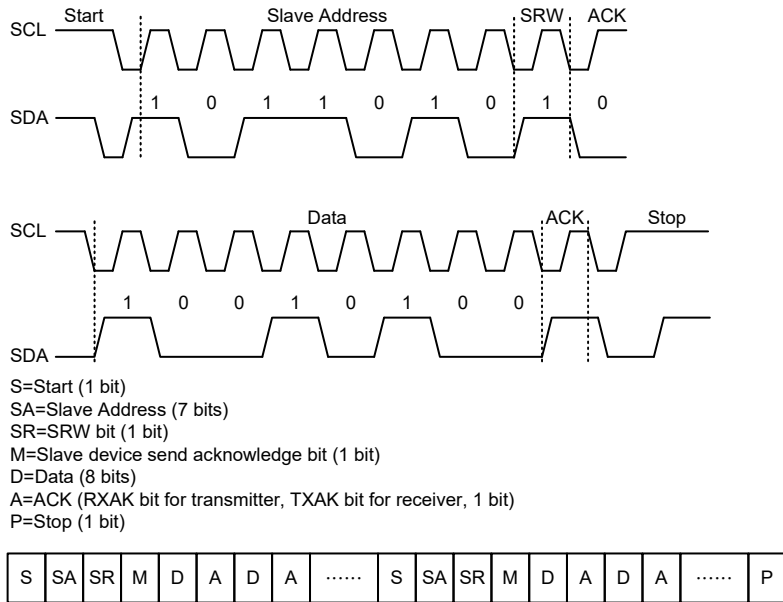 Start Slave Address SRW ACK
SCL
1 0 1 1 0 1 0 1 0
SDA
Data ACK Stop
SCL
1 0 0 1 0 1 0 0
SDA
S=Start (1 bit)
SA=Slave Address (7 bits)
SR=SRW bit (1 bit)
M=Slave device send acknowledge bit (1 bit)
D=Data (8 bits)
A=ACK (RXAK bit for transmitter, TXAK bit for receiver, 1 bit)
P=Stop (1 bit)
S SA SR M D A D A ...... S SA SR M D A D A ...... P